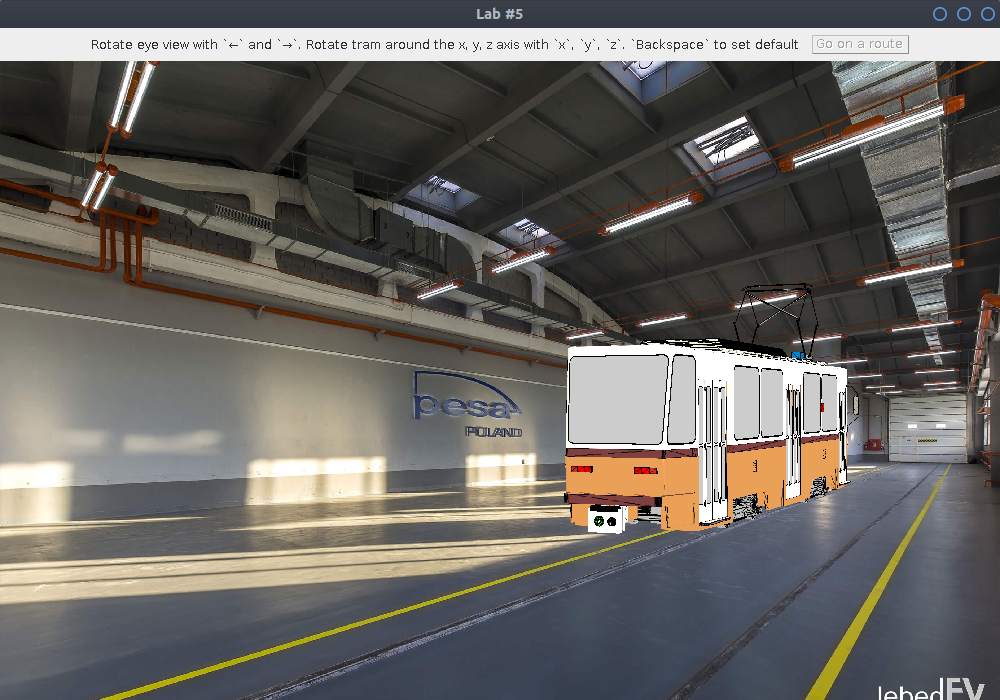 Lab #5
Rotate eye view with `←` and `→`. Rotate tram around the x, y, z axis with `x`, `y`, `z`. `Backspace` to set default
Go on a route
pesa
POLAND
lebedEV